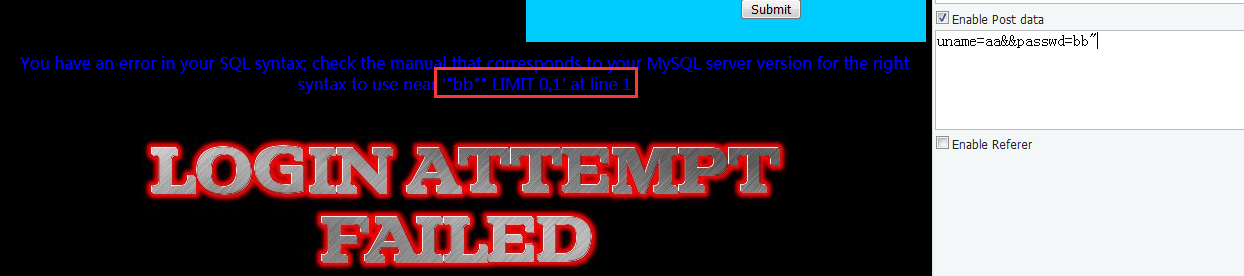 Submit
Enable Post data
uname=aa&&passwd=bb"
You have an error in your SQL syntax; check the manual that corresponds to your MySQL server version for the right
syntax to use near '"bb"" LIMIT 0,1' at line 1
Enable Referer
LOGIN ATTEMPT
FAILED